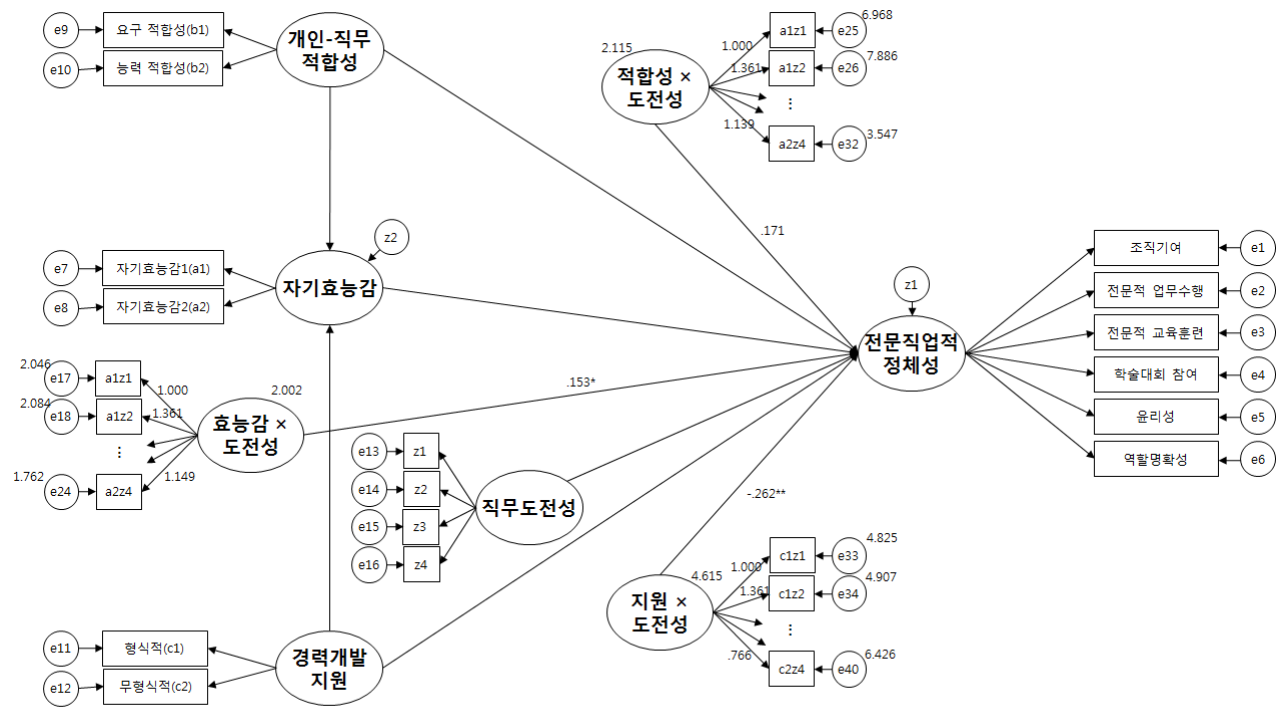 e9
요구 적합성(b1)
e10
능력 적합성(b2)
개인-직무
적합성
2.115
적합성 ×
도전성
1.000
1.361
1.139
a1z1
a1z2
⋮
a2z4
e25
6.968
e26
7.886
e32
3.547
.171
z2
e7
자기효능감1(a1)
e8
자기효능감2(a2)
자기효능감
z1
전문직업적
정체성
조직기여
e1
전문적 업무수행
e2
전문적 교육훈련
e3
학술대회 참여
e4
윤리성
e5
역할명확성
e6
2.046
e17
a1z1
1.000
2.084
e18
a1z2
1.361
⋮
1.762
e24
a2z4
1.149
2.002
효능감 ×
도전성
.153*
e13
z1
e14
z2
e15
z3
e16
z4
직무도전성
-.262**
4.615
지원 ×
도전성
1.000
1.361
.766
c1z1
c1z2
⋮
c2z4
e33
4.825
e34
4.907
e40
6.426
e11
형식적(c1)
e12
무형식적(c2)
경력개발
지원